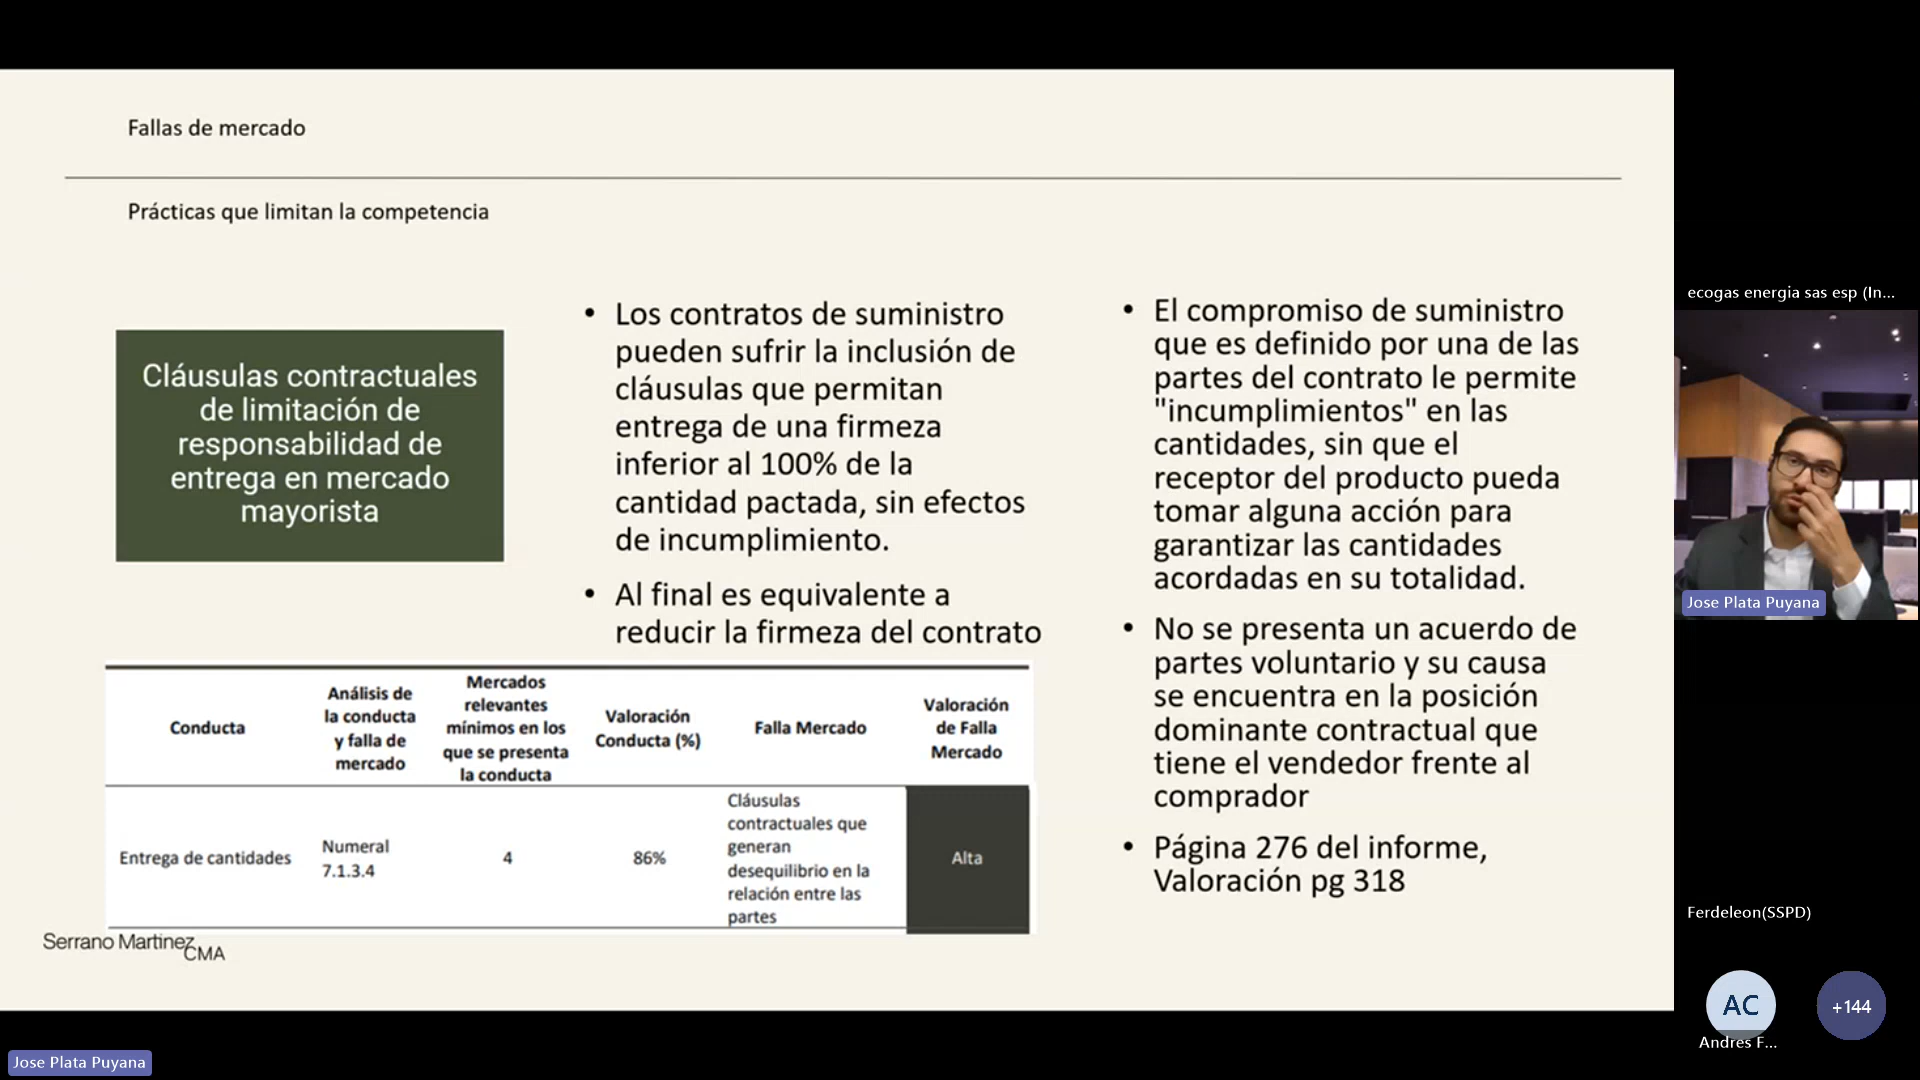 Fallas de mercado
Prácticas que limitan la competencia
Cláusulas contractuales
de limitación de
responsabilidad de
entrega en mercado
mayorista
• Los contratos de suministro
pueden sufrir la inclusión de
cláusulas que permitan
entrega de una firmeza
inferior al 100% de la
cantidad pactada, sin efectos
de incumplimiento.
• Al final es equivalente a
reducir la firmeza del contrato
• El compromiso de suministro
que es definido por una de las
partes del contrato le permite
"incumplimientos" en las
cantidades, sin que el
receptor del producto pueda
tomar alguna acción para
garantizar las cantidades
acordadas en su totalidad.
• No se presenta un acuerdo de
partes voluntario y su causa
se encuentra en la posición
dominante contractual que
tiene el vendedor frente al
comprador
• Página 276 del informe,
Valoración pg 318
Conducta
Análisis de
la conducta
y falla de
mercado
Mercados
relevantes
mínimos en los
que se presenta
la conducta
Valoración
Conducta (%)
Falla Mercado
Valoración
de Falla
Mercado
Entrega de cantidades
Numeral
7.1.3.4
4
86%
Cláusulas
contractuales que
generan
desequilibrio en la
relación entre las
partes
Alta
Serrano Martinez
CMA
ecogas energia sas esp (In...
Jose Plata Puyana
Ferdeleon(SSPD)
AC
+144
Andres F...
Jose Plata Puyana